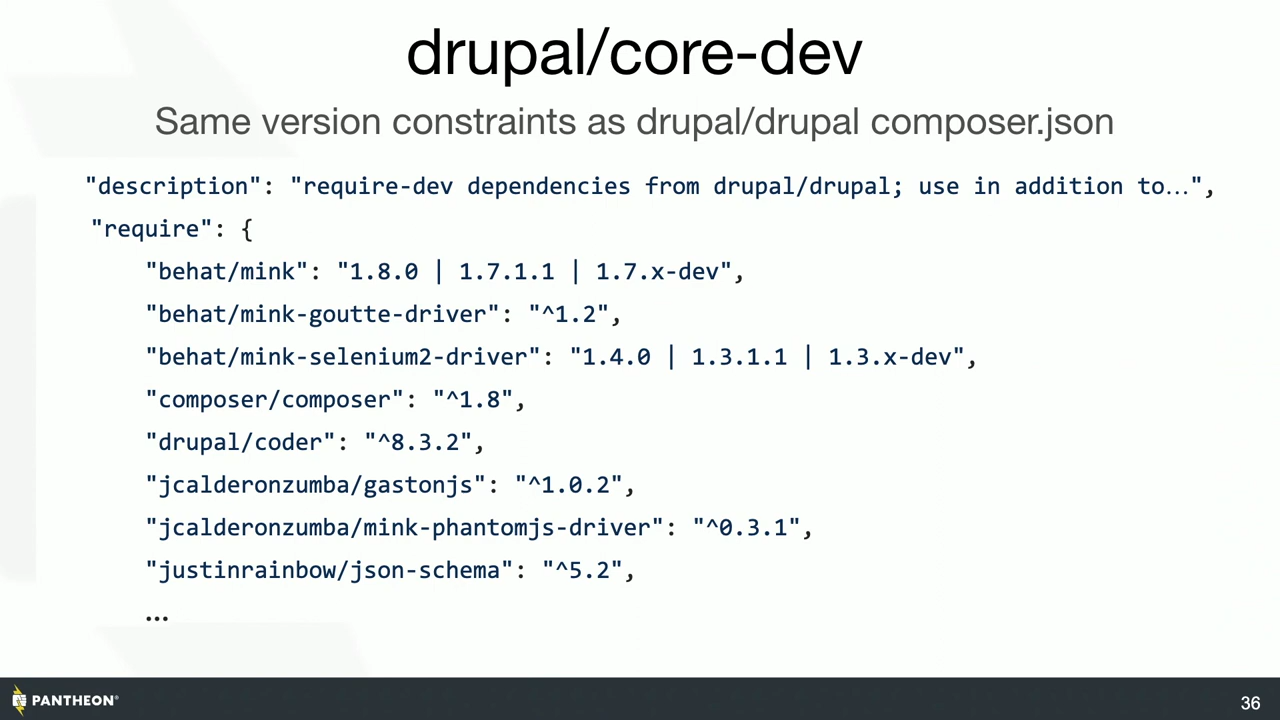 drupal/core-dev
Same version constraints as drupal/drupal composer.json
"description": "require-dev dependencies from drupal/drupal; use in addition to…",
"require": {
"behat/mink": "1.8.0 | 1.7.1.1 | 1.7.x-dev",
"behat/mink-goutte-driver": "^1.2",
"behat/mink-selenium2-driver": "1.4.0 | 1.3.1.1 | 1.3.x-dev",
"composer/composer": "^1.8",
"drupal/coder": "^8.3.2",
"jcalderonzumba/gastonjs": "^1.0.2",
"jcalderonzumba/mink-phantomjs-driver": "^0.3.1",
"justinrainbow/json-schema": "^5.2",
…
PANTHEON®
36